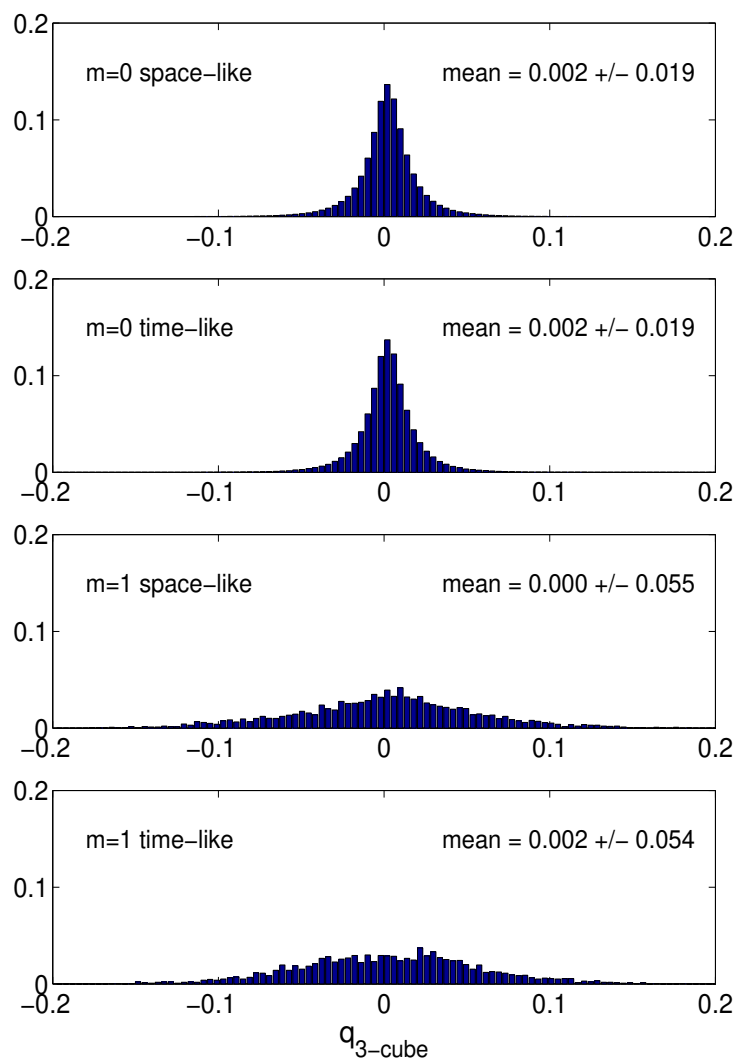 0.2
m=0 space−like mean = 0.002 +/− 0.019
0.1
0
−0.2 −0.1 0 0.1 0.2
0.2
m=0 time−like mean = 0.002 +/− 0.019
0.1
0
−0.2 −0.1 0 0.1 0.2
0.2
m=1 space−like mean = 0.000 +/− 0.055
0.1
0
−0.2 −0.1 0 0.1 0.2
0.2
m=1 time−like mean = 0.002 +/− 0.054
0.1
0
−0.2 −0.1 0 0.1 0.2
q3−cube